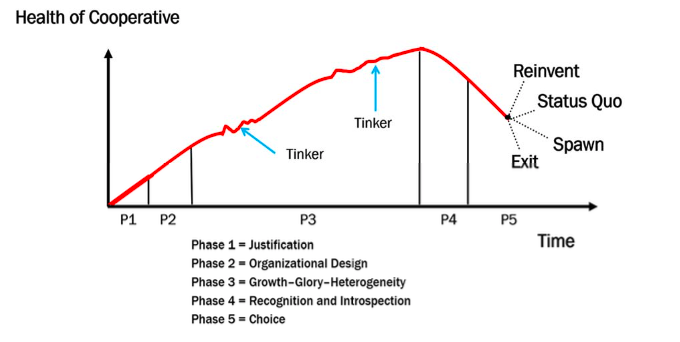 Health of Cooperative
Reinvent
Status Quo
Tinker
Spawn
Tinker
Exit
P1 P2 P3 P4 P5
Time
Phase 1 = Justification
Phase 2 = Organizational Design
Phase 3 = Growth–Glory–Heterogeneity
Phase 4 = Recognition and Introspection
Phase 5 = Choice